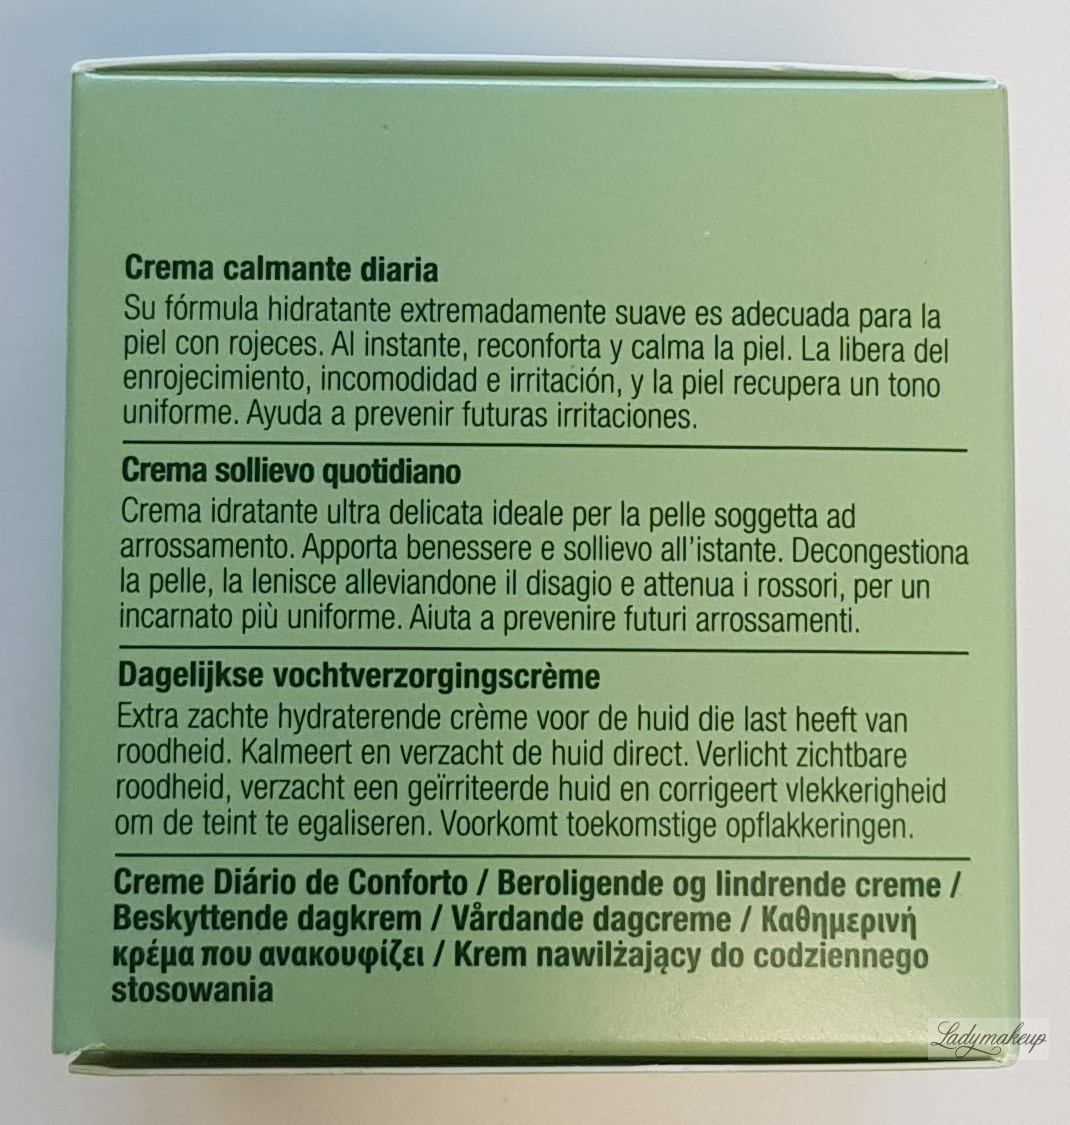 Crema calmante diaria
Su fórmula hidratante extremadamente suave es adecuada para la
piel con rojeces. Al instante, reconforta y calma la piel. La libera del
enrojecimiento, incomodidad e irritación, y la piel recupera un tono
uniforme. Ayuda a prevenir futuras irritaciones.
Crema sollievo quotidiano
Crema idratante ultra delicata ideale per la pelle soggetta ad
arrossamento. Apporta benessere e sollievo all'istante. Decongestiona
la pelle, la lenisce alleviandone il disagio e attenua i rossori, per un
incarnato più uniforme. Aiuta a prevenire futuri arrossamenti.
Dagelijkse vochtverzorgingscrème
Extra zachte hydraterende crème voor de huid die last heeft van
roodheid. Kalmeert en verzacht de huid direct. Verlicht zichtbare
roodheid, verzacht een geïrriteerde huid en corrigeert vlekkerigheid
om de teint te egaliseren. Voorkomt toekomstige opflakkeringen.
Creme Diário de Conforto / Beroligende og lindrende creme /
Beskyttende dagkrem / Vårdande dagcreme / Καθημερινή
κρέμα που ανακουφίζει / Krem nawilżający do codziennego
stosowania
Ladymakeup